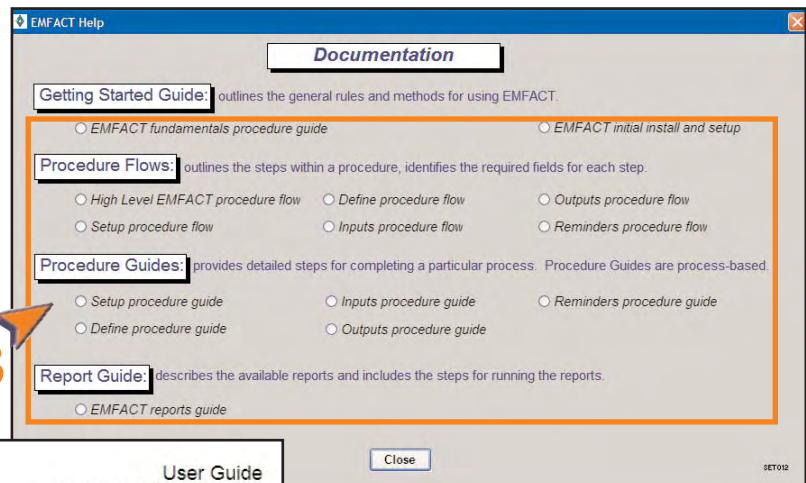 EMFACT Help
Documentation
Getting Started Guide: outlines the general rules and methods for using EMFACT.
EMFACT fundamentals procedure guide EMFACT initial install and setup
Procedure Flows: outlines the steps within a procedure, identifies the required fields for each step.
High Level EMFACT procedure flow Define procedure flow Outputs procedure flow
Setup procedure flow Inputs procedure flow Reminders procedure flow
Procedure Guides: provides detailed steps for completing a particular process. Procedure Guides are process-based.
Setup procedure guide Inputs procedure guide Reminders procedure guide
Define procedure guide Outputs procedure guide
Report Guide: describes the available reports and includes the steps for running the reports.
EMFACT reports guide
Close
SET012
User Guide